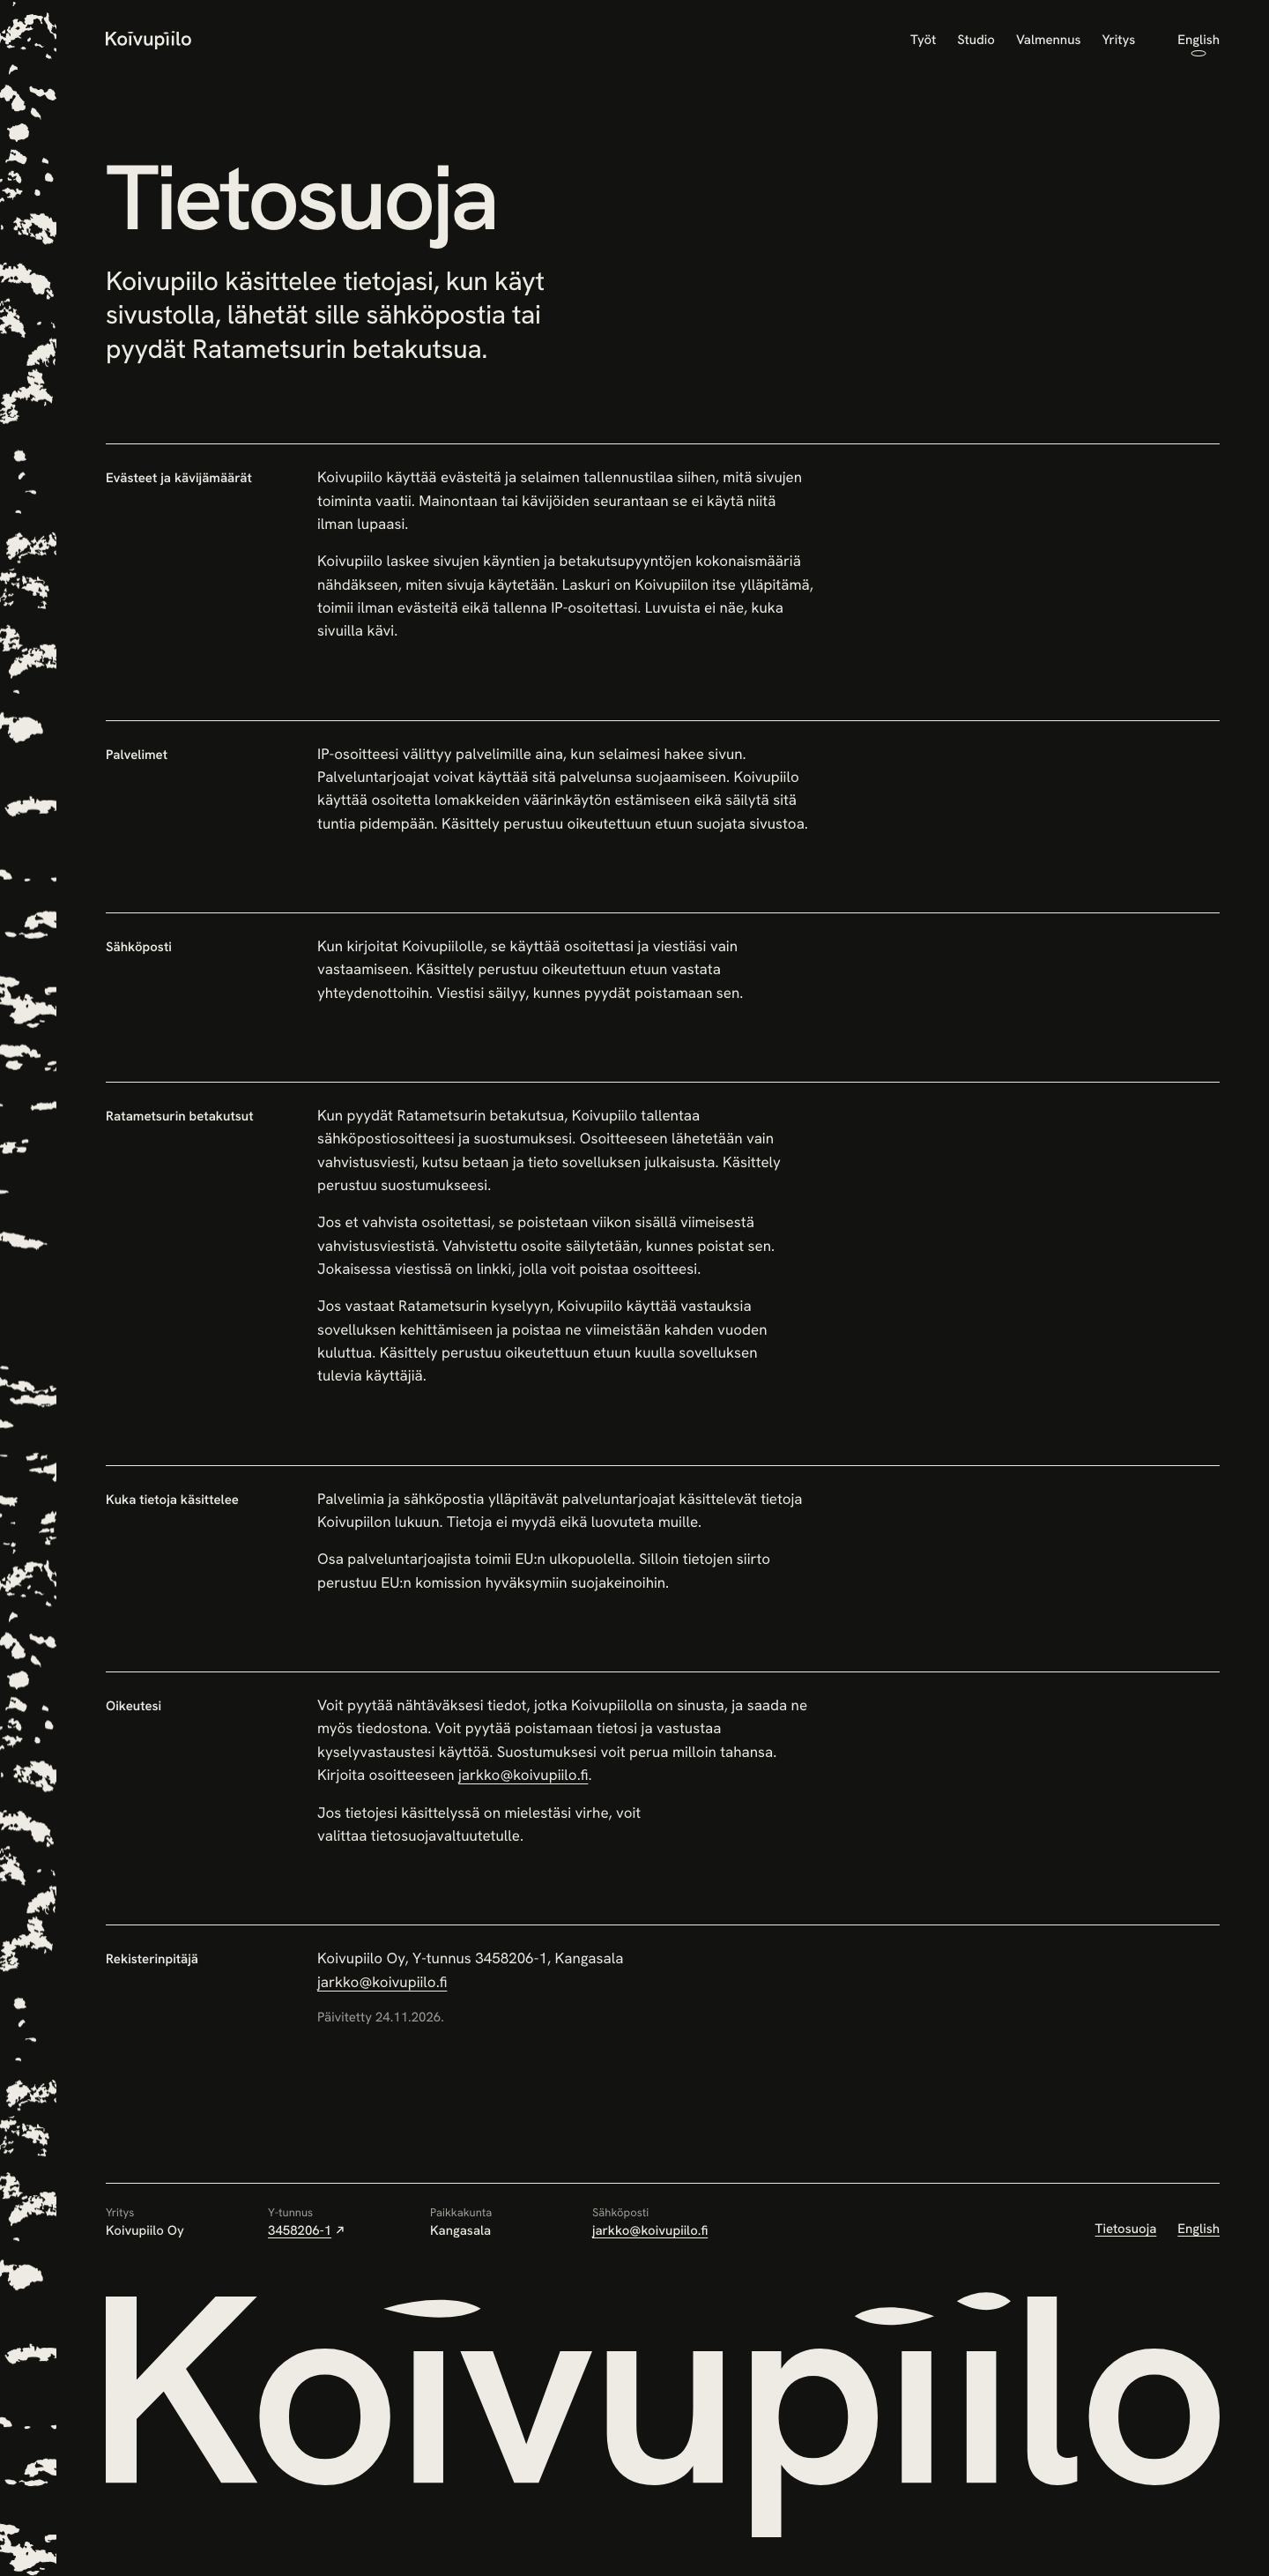 Koivupiilo
Työt Studio Valmennus Yritys English
Tietosuoja
Koivupiilo käsittelee tietojasi, kun käyt
sivustolla, lähetät sille sähköpostia tai
pyydät Ratametsurin betakutsua.
Evästeet ja kävijämäärät
Koivupiilo käyttää evästeitä ja selaimen tallennustilaa siihen, mitä sivujen
toiminta vaatii. Mainontaan tai kävijöiden seurantaan se ei käytä niitä
ilman lupaasi.
Koivupiilo laskee sivujen käyntien ja betakutsupyyntöjen kokonaismääriä
nähdäkseen, miten sivuja käytetään. Laskuri on Koivupiilon itse ylläpitämä,
toimii ilman evästeitä eikä tallenna IP-osoitettasi. Luvuista ei näe, kuka
sivuilla kävi.
Palvelimet
IP-osoitteesi välittyy palvelimille aina, kun selaimesi hakee sivun.
Palveluntarjoajat voivat käyttää sitä palvelunsa suojaamiseen. Koivupiilo
käyttää osoitetta lomakkeiden väärinkäytön estämiseen eikä säilytä sitä
tuntia pidempään. Käsittely perustuu oikeutettuun etuun suojata sivustoa.
Sähköposti
Kun kirjoitat Koivupiilolle, se käyttää osoitettasi ja viestiäsi vain
vastaamiseen. Käsittely perustuu oikeutettuun etuun vastata
yhteydenottoihin. Viestisi säilyy, kunnes pyydät poistamaan sen.
Ratametsurin betakutsut
Kun pyydät Ratametsurin betakutsua, Koivupiilo tallentaa
sähköpostiosoitteesi ja suostumuksesi. Osoitteeseen lähetetään vain
vahvistusviesti, kutsu betaan ja tieto sovelluksen julkaisusta. Käsittely
perustuu suostumukseesi.
Jos et vahvista osoitettasi, se poistetaan viikon sisällä viimeisestä
vahvistusviestistä. Vahvistettu osoite säilytetään, kunnes poistat sen.
Jokaisessa viestissä on linkki, jolla voit poistaa osoitteesi.
Jos vastaat Ratametsurin kyselyyn, Koivupiilo käyttää vastauksia
sovelluksen kehittämiseen ja poistaa ne viimeistään kahden vuoden
kuluttua. Käsittely perustuu oikeutettuun etuun kuulla sovelluksen
tulevia käyttäjiä.
Kuka tietoja käsittelee
Palvelimia ja sähköpostia ylläpitävät palveluntarjoajat käsittelevät tietoja
Koivupiilon lukuun. Tietoja ei myydä eikä luovuteta muille.
Osa palveluntarjoajista toimii EU:n ulkopuolella. Silloin tietojen siirto
perustuu EU:n komission hyväksymiin suojakeinoihin.
Oikeutesi
Voit pyytää nähtäväksesi tiedot, jotka Koivupiilolla on sinusta, ja saada ne
myös tiedostona. Voit pyytää poistamaan tietosi ja vastustaa
kyselyvastaustesi käyttöä. Suostumuksesi voit perua milloin tahansa.
Kirjoita osoitteeseen jarkko@koivupiilo.fi.
Jos tietojesi käsittelyssä on mielestäsi virhe, voit
valittaa tietosuojavaltuutetulle.
Rekisterinpitäjä
Koivupiilo Oy, Y-tunnus 3458206-1, Kangasala
jarkko@koivupiilo.fi
Päivitetty 24.11.2026.
Yritys Y-tunnus Paikkakunta Sähköposti
Koivupiilo Oy 3458206-1 ↗ Kangasala jarkko@koivupiilo.fi Tietosuoja English
Koivupiilo